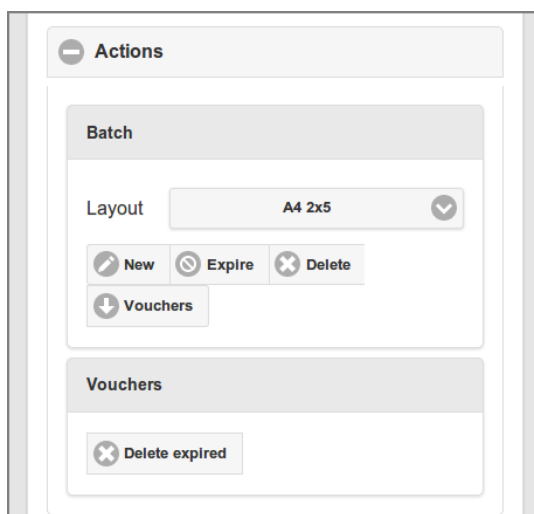 Actions
Batch
Layout A4 2x5
New Expire Delete
Vouchers
Vouchers
Delete expired